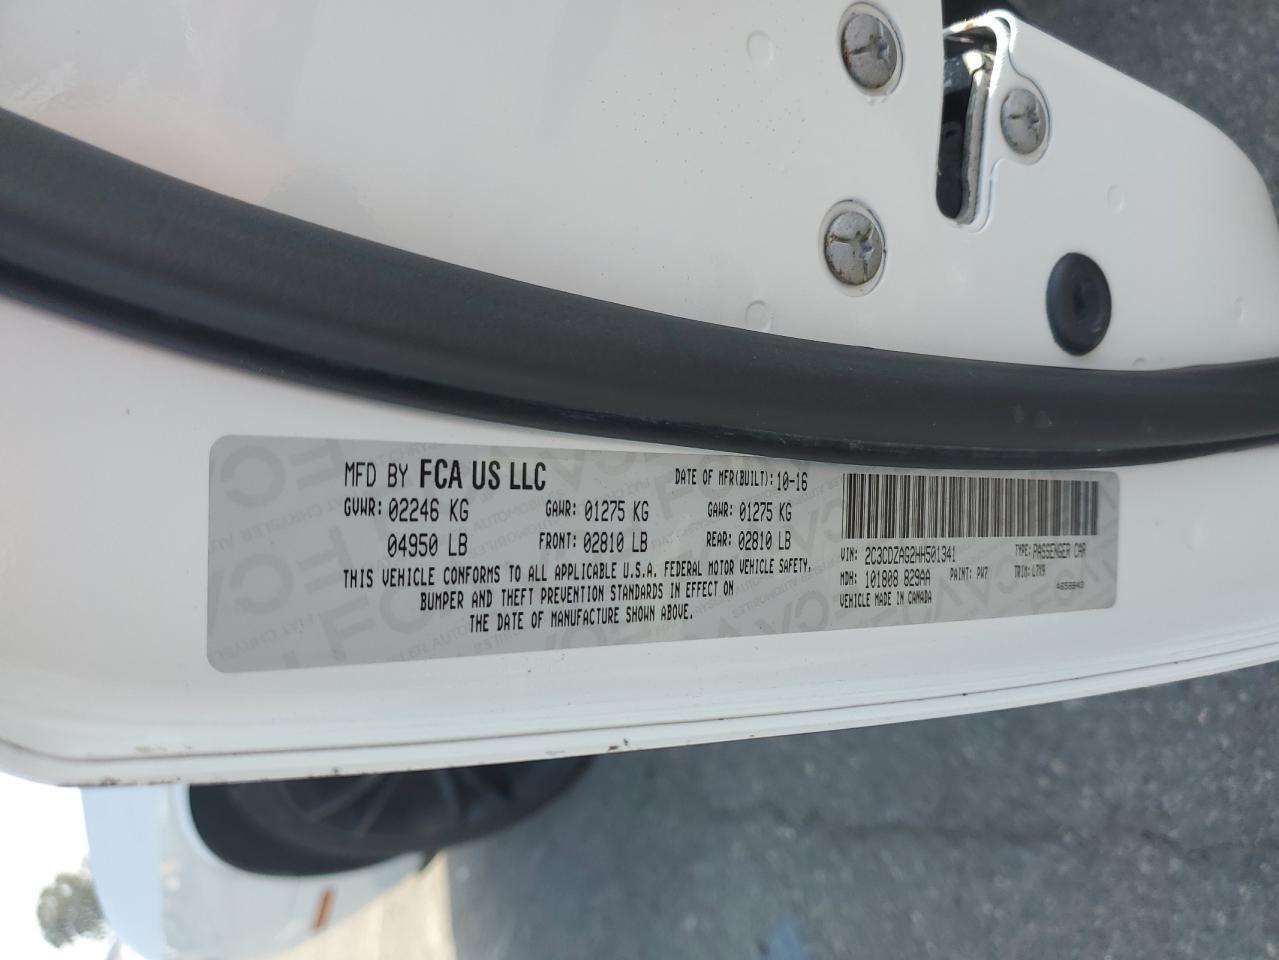 MFD BY FCA US LLC DATE OF MFR(BUILT): 10-16
GVWR: 02246 KG GAWR: 01275 KG GAWR: 01275 KG
04950 LB FRONT: 02810 LB REAR: 02810 LB
THIS VEHICLE CONFORMS TO ALL APPLICABLE U.S.A. FEDERAL MOTOR VEHICLE SAFETY,
BUMPER AND THEFT PREVENTION STANDARDS IN EFFECT ON
THE DATE OF MANUFACTURE SHOWN ABOVE.
VIN: 2C3CDZAG2HH501341 TYPE: PASSENGER CAR
MDH: 101808 829AA PAINT: PW7 TRIM: L7X9
VEHICLE MADE IN CANADA